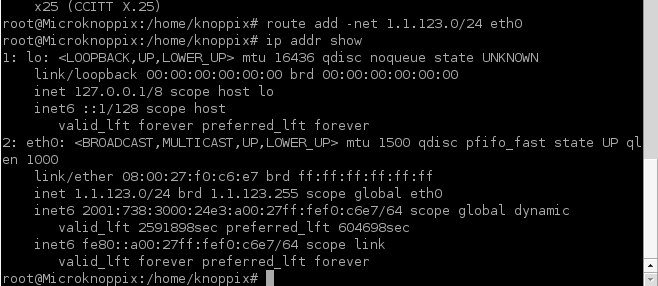 x25 (CCITT X.25)
root@Microknoppix:/home/knoppix# route add -net 1.1.123.0/24 eth0
root@Microknoppix:/home/knoppix# ip addr show
1: lo: <LOOPBACK,UP,LOWER_UP> mtu 16436 qdisc noqueue state UNKNOWN
link/loopback 00:00:00:00:00:00 brd 00:00:00:00:00:00
inet 127.0.0.1/8 scope host lo
inet6 ::1/128 scope host
valid_lft forever preferred_lft forever
2: eth0: <BROADCAST,MULTICAST,UP,LOWER_UP> mtu 1500 qdisc pfifo_fast state UP ql
en 1000
link/ether 08:00:27:f0:c6:e7 brd ff:ff:ff:ff:ff:ff
inet 1.1.123.0/24 brd 1.1.123.255 scope global eth0
inet6 2001:738:3000:24e3:a00:27ff:fef0:c6e7/64 scope global dynamic
valid_lft 2591898sec preferred_lft 604698sec
inet6 fe80::a00:27ff:fef0:c6e7/64 scope link
valid_lft forever preferred_lft forever
root@Microknoppix:/home/knoppix#